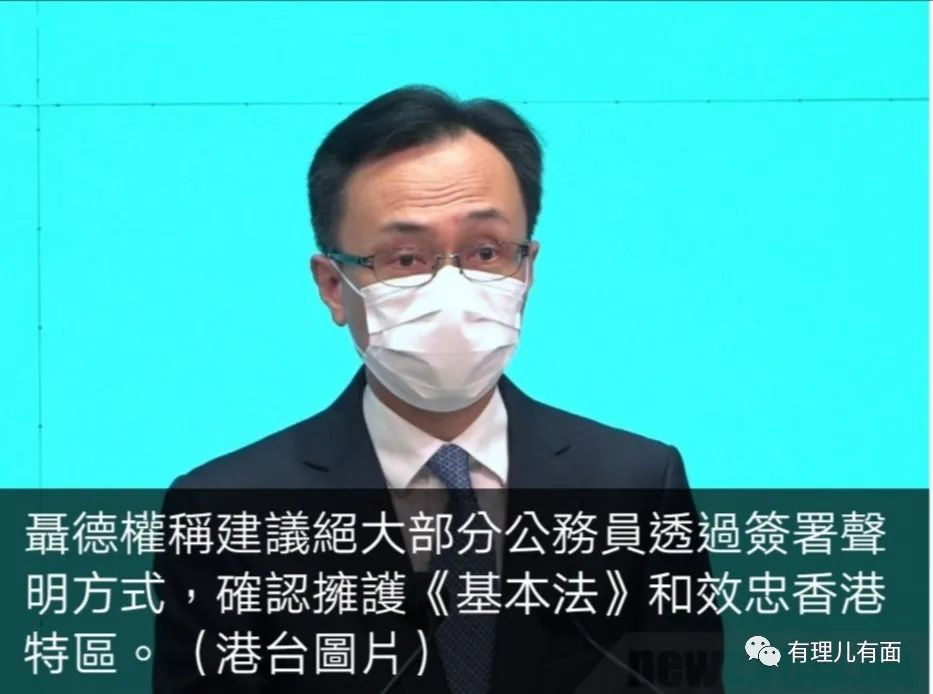 聶德權稱建議絕大部分公務員透過簽署聲
明方式，確認擁護《基本法》和效忠香港
特區。（港台圖片）
new
有理儿有面